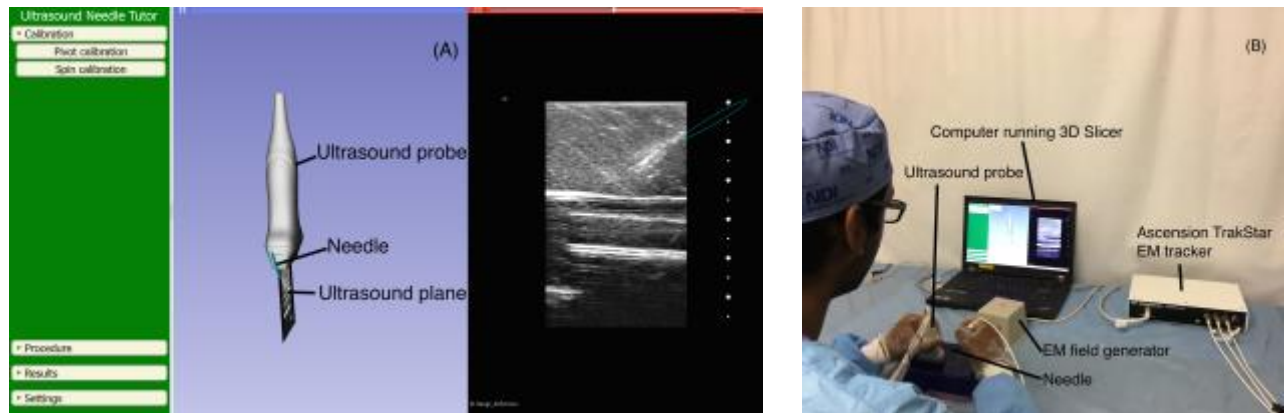 Ultrasound Needle Tutor
Calibration
Pivot calibration
Spin calibration
Procedure
Results
Settings
(A)
Ultrasound probe
Needle
Ultrasound plane
(B)
Computer running 3D Slicer
Ultrasound probe
Ascension TrakStar
EM tracker
EM field generator
Needle
NDI